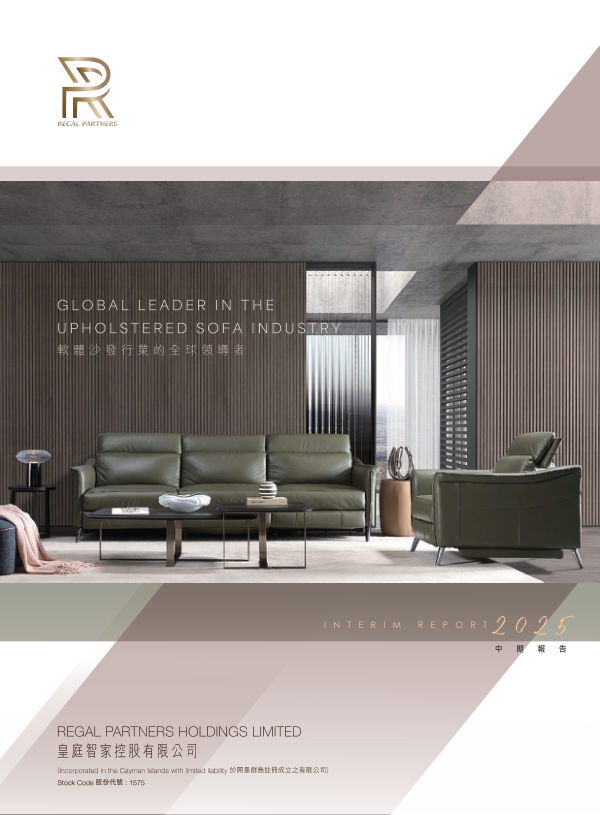 REGAL PARTNERS
GLOBAL LEADER IN THE
UPHOLSTERED SOFA INDUSTRY
軟體沙發行業的全球領導者
INTERIM REPORT 2025
中期報告
REGAL PARTNERS HOLDINGS LIMITED
皇庭智家控股有限公司
(Incorporated in the Cayman Islands with limited liability 於開曼群島註冊成立之有限公司)
Stock Code 股份代號 : 1575